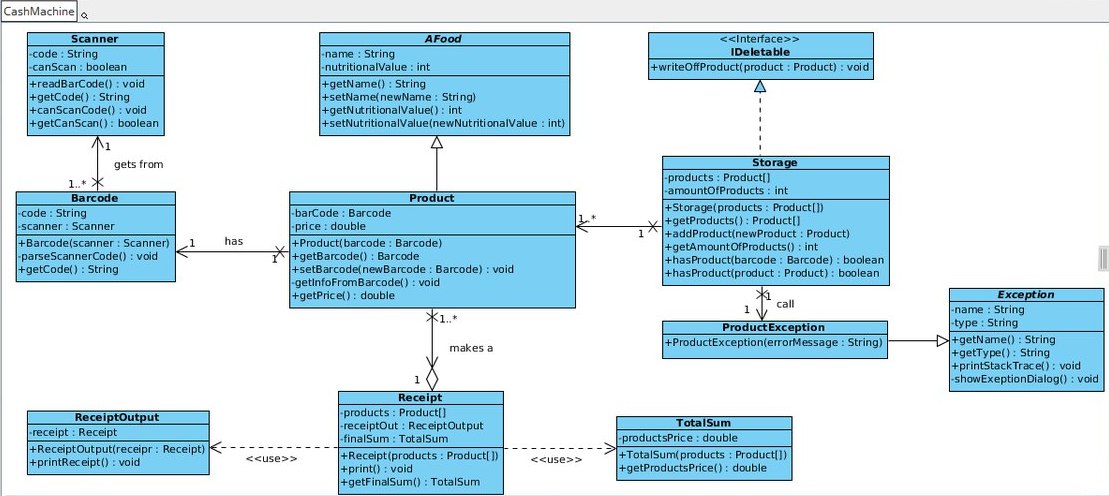 CashMachine
Scanner
-code : String
-canScan : boolean
+readBarCode() : void
+getCode() : String
+canScanCode() : void
+getCanScan() : boolean
AFood
-name : String
-nutritionalValue : int
+getName() : String
+setName(newName : String)
+getNutritionalValue() : int
+setNutritionalValue(newNutritionalValue : int)
<<Interface>>
IDeletable
+writeOffProduct(product : Product) : void
1
gets from
1..*
Barcode
-code : String
-scanner : Scanner
+Barcode(scanner : Scanner)
-parseScannerCode() : void
+getCode() : String
1
has
1
Product
-barCode : Barcode
-price : double
+Product(barcode : Barcode)
+getBarcode() : Barcode
+setBarcode(newBarcode : Barcode) : void
-getInfoFromBarcode() : void
+getPrice() : double
1..*
1
Storage
-products : Product[]
-amountOfProducts : int
+Storage(products : Product[])
+getProducts() : Product[]
+addProduct(newProduct : Product)
+getAmountOfProducts() : int
+hasProduct(barcode : Barcode) : boolean
+hasProduct(product : Product) : boolean
1
call
1
ProductException
+ProductException(errorMessage : String)
Exception
-name : String
-type : String
+getName() : String
+getType() : String
+printStackTrace() : void
-showExeptionDialog() : void
1..*
makes a
1
Receipt
-products : Product[]
-receiptOut : ReceiptOutput
-finalSum : TotalSum
+Receipt(products : Product[])
+print() : void
+getFinalSum() : TotalSum
ReceiptOutput
-receipt : Receipt
+ReceiptOutput(receipr : Receipt)
+printReceipt() : void
<<use>>
<<use>>
TotalSum
-productsPrice : double
+TotalSum(products : Product[])
+getProductsPrice() : double